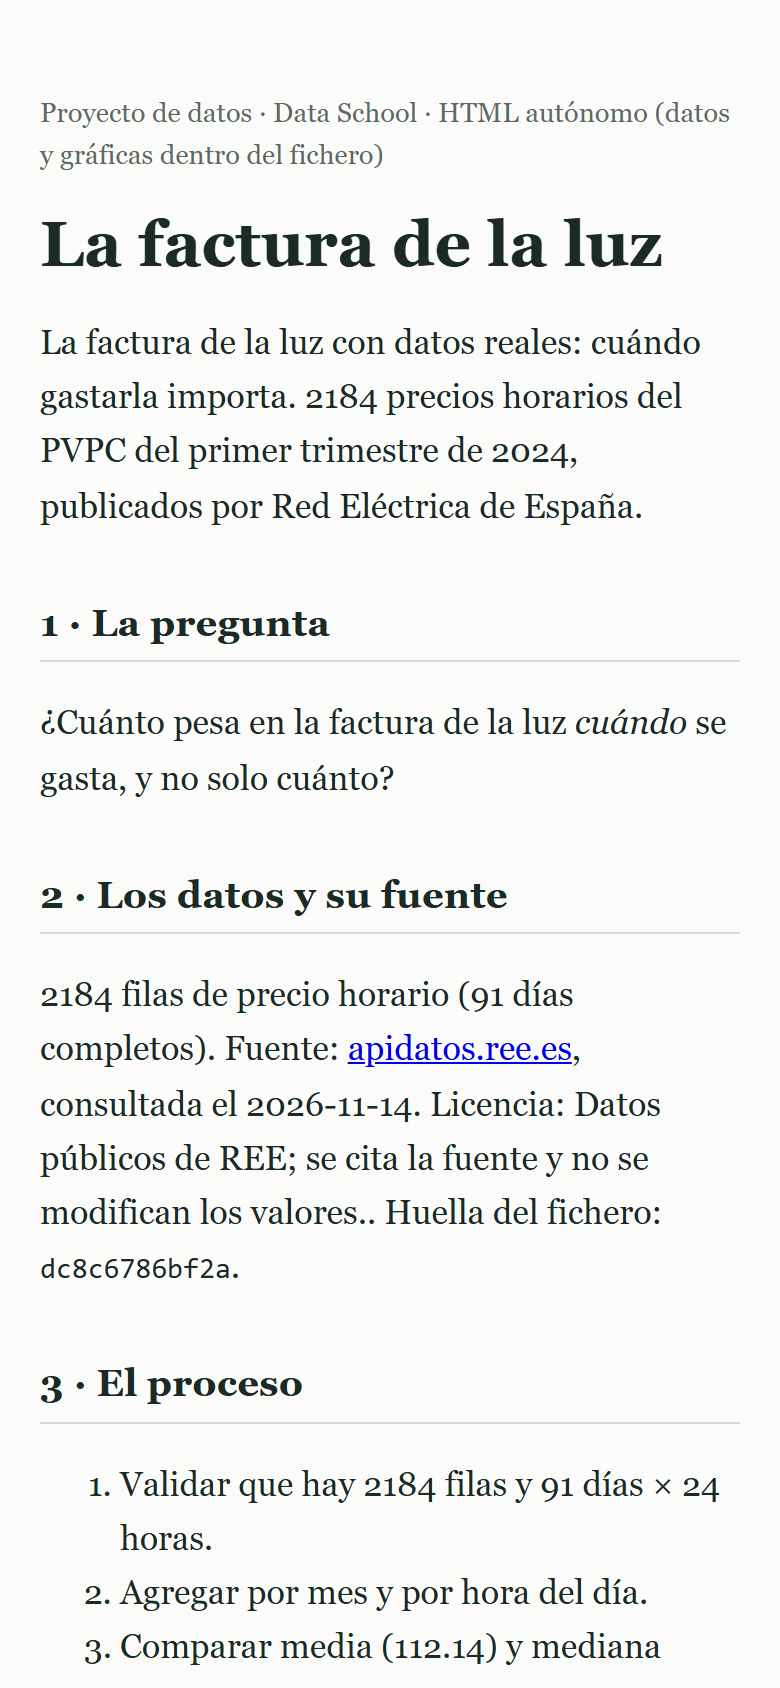 Proyecto de datos · Data School · HTML autónomo (datos
y gráficas dentro del fichero)
La factura de la luz
La factura de la luz con datos reales: cuándo
gastarla importa. 2184 precios horarios del
PVPC del primer trimestre de 2024,
publicados por Red Eléctrica de España.
1 · La pregunta
¿Cuánto pesa en la factura de la luz cuándo se
gasta, y no solo cuánto?
2 · Los datos y su fuente
2184 filas de precio horario (91 días
completos). Fuente: apidatos.ree.es,
consultada el 2026-11-14. Licencia: Datos
públicos de REE; se cita la fuente y no se
modifican los valores.. Huella del fichero:
dc8c6786bf2a.
3 · El proceso
1. Validar que hay 2184 filas y 91 días × 24
horas.
2. Agregar por mes y por hora del día.
3. Comparar media (112.14) y mediana